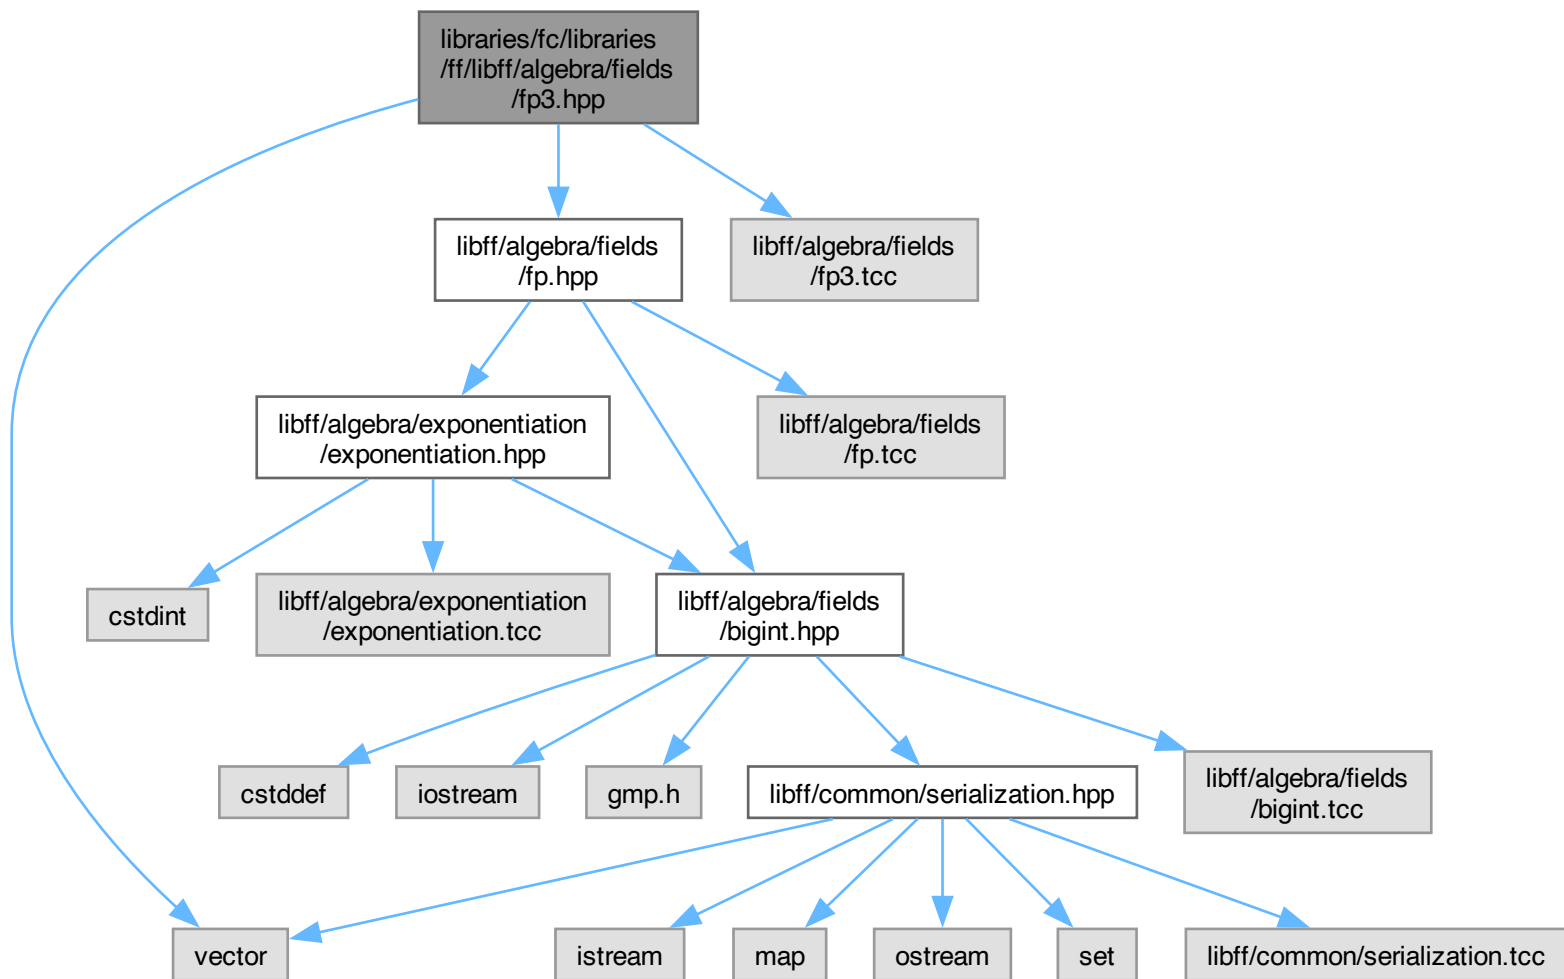 libraries/fc/libraries
/ff/libff/algebra/fields
/fp3.hpp
libff/algebra/fields
/fp.hpp
libff/algebra/fields
/fp3.tcc
libff/algebra/exponentiation
/exponentiation.hpp
libff/algebra/fields
/fp.tcc
cstdint
libff/algebra/exponentiation
/exponentiation.tcc
libff/algebra/fields
/bigint.hpp
cstddef
iostream
gmp.h
libff/common/serialization.hpp
libff/algebra/fields
/bigint.tcc
vector
istream
map
ostream
set
libff/common/serialization.tcc